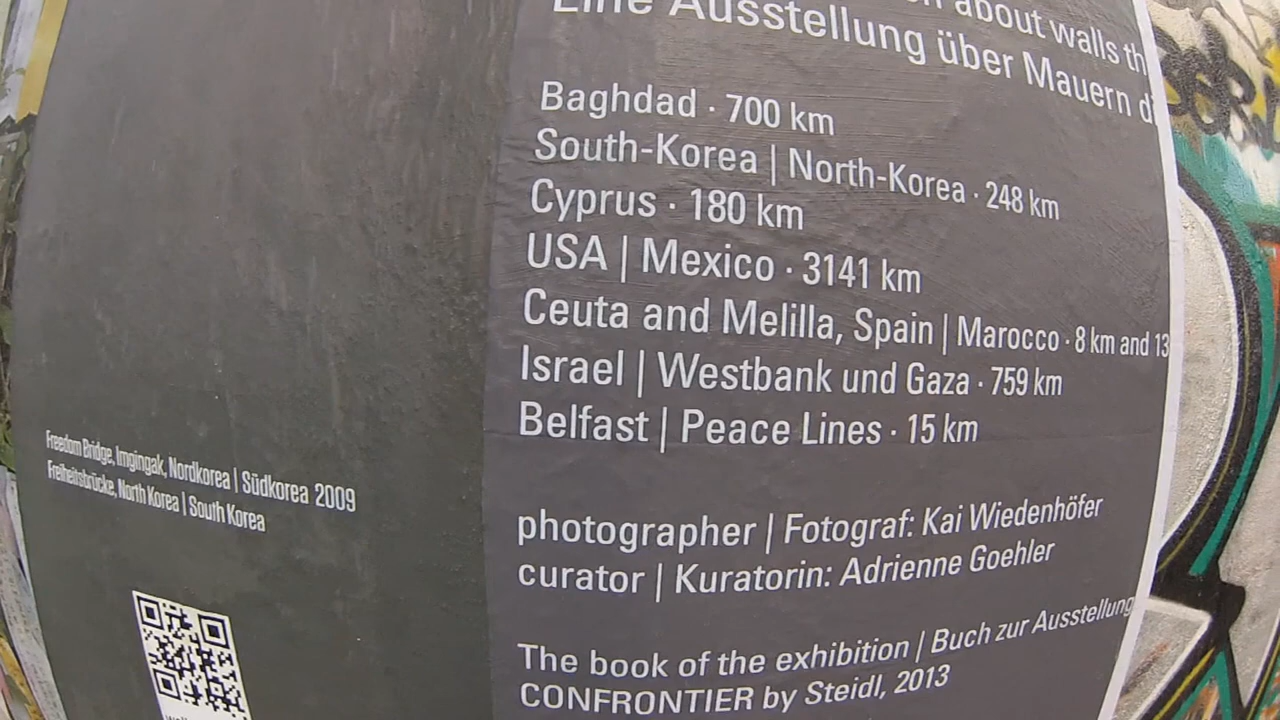 about walls th
Eine Ausstellung über Mauern d
Baghdad · 700 km
South-Korea | North-Korea · 248 km
Cyprus · 180 km
USA | Mexico · 3141 km
Ceuta and Melilla, Spain | Marocco · 8 km and 13
Israel | Westbank und Gaza · 759 km
Belfast | Peace Lines · 15 km
Freedom Bridge, Imgingak, Nordkorea | Südkorea 2009
Freiheitsbrücke, North Korea | South Korea
photographer | Fotograf: Kai Wiedenhöfer
curator | Kuratorin: Adrienne Goehler
The book of the exhibition | Buch zur Ausstellung
CONFRONTIER by Steidl, 2013